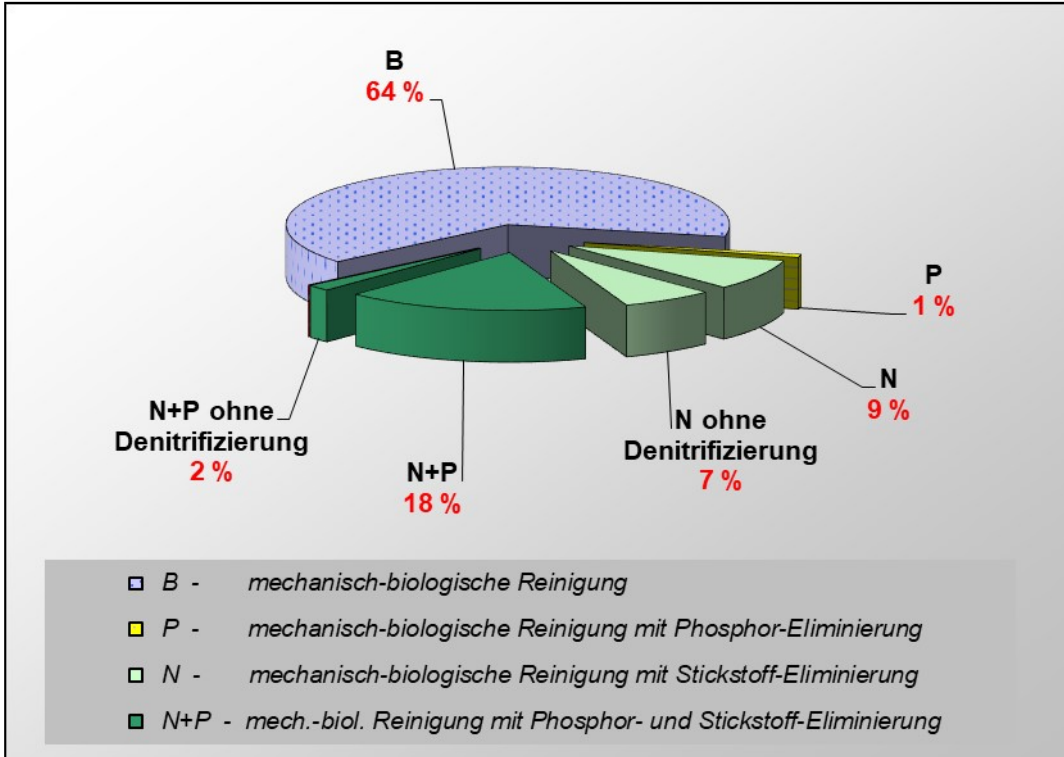 B
64 %
P
1 %
N
9 %
N ohne
Denitrifizierung
7 %
N+P
18 %
N+P ohne
Denitrifizierung
2 %
B - mechanisch-biologische Reinigung
P - mechanisch-biologische Reinigung mit Phosphor-Eliminierung
N - mechanisch-biologische Reinigung mit Stickstoff-Eliminierung
N+P - mech.-biol. Reinigung mit Phosphor- und Stickstoff-Eliminierung